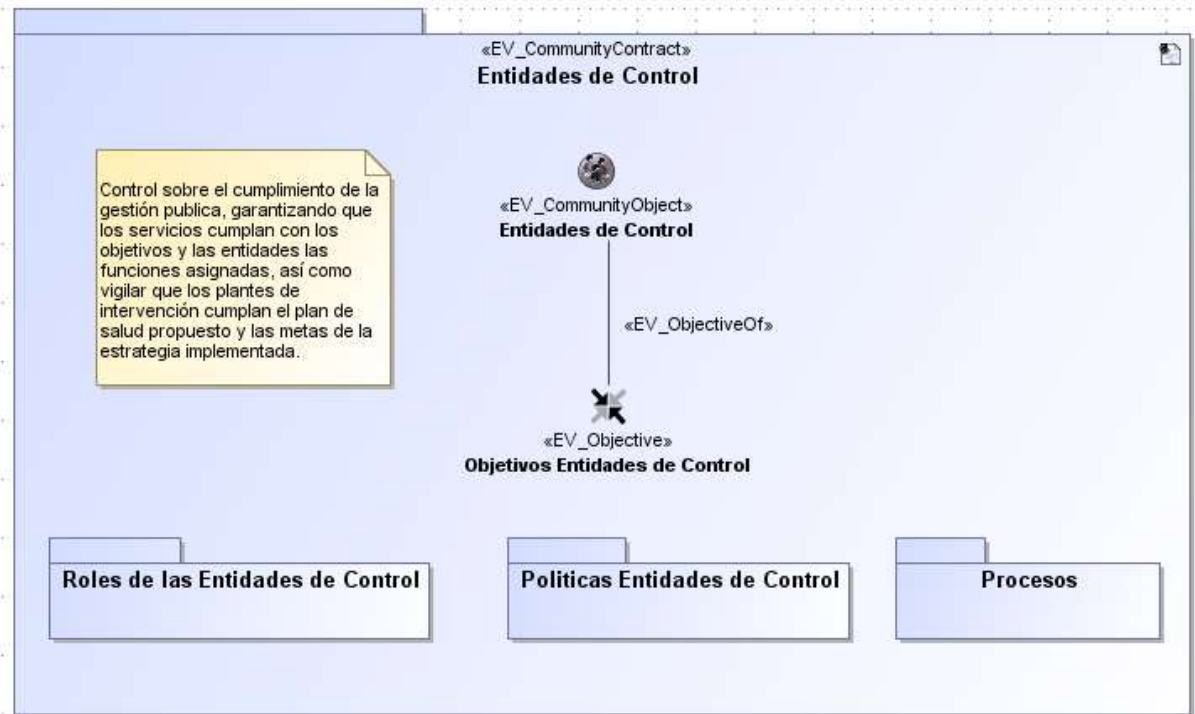 «EV_CommunityContract»
Entidades de Control
Control sobre el cumplimiento de la
gestión publica, garantizando que
los servicios cumplan con los
objetivos y las entidades las
funciones asignadas, así como
vigilar que los plantes de
intervención cumplan el plan de
salud propuesto y las metas de la
estrategia implementada.
«EV_CommunityObject»
Entidades de Control
«EV_ObjectiveOf»
«EV_Objective»
Objetivos Entidades de Control
Roles de las Entidades de Control
Politicas Entidades de Control
Procesos